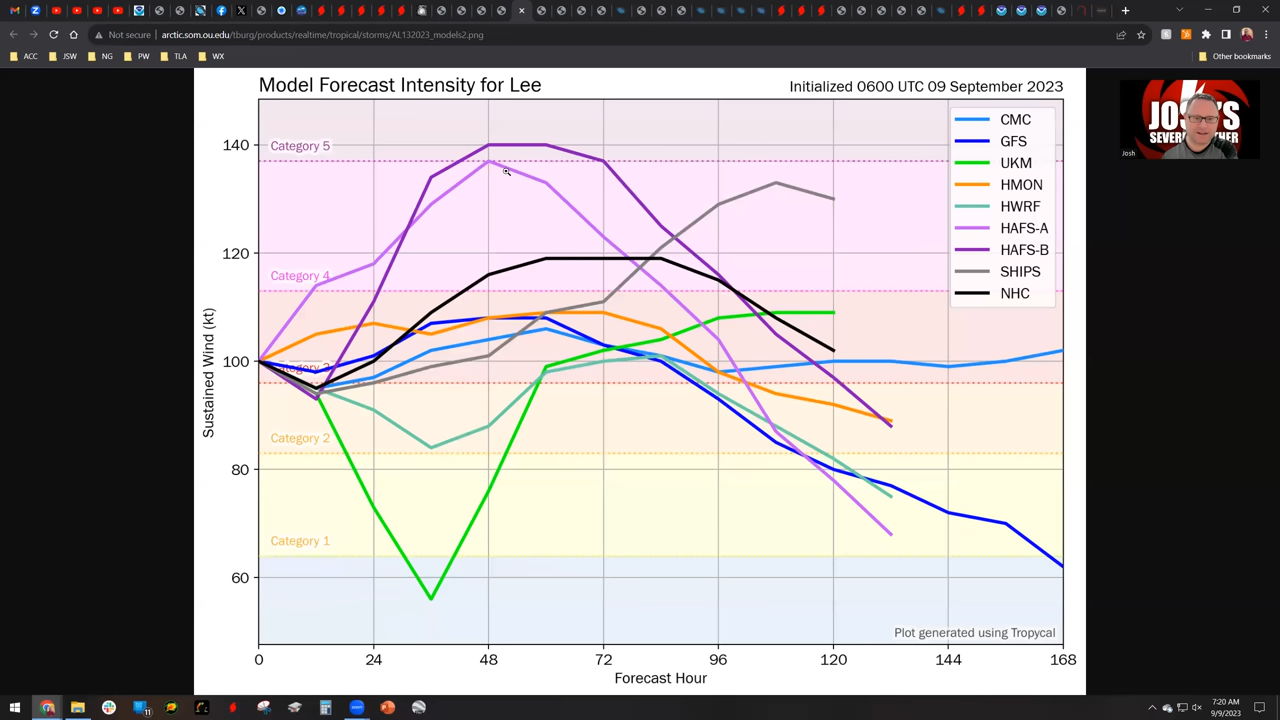 Not secure
arctic.som.ou.edu/tburg/products/realtime/tropical/storms/AL132023_models2.png
ACC
JSW
NG
PW
TLA
WX
Other bookmarks
Model Forecast Intensity for Lee
Initialized 0600 UTC 09 September 2023
JOSH'S
Josh
CMC
GFS
UKM
HMON
HWRF
HAFS-A
HAFS-B
SHIPS
NHC
Category 5
Category 4
Category 3
Category 2
Category 1
140
120
100
80
60
Sustained Wind (kt)
Plot generated using Tropycal
0 24 48 72 96 120 144 168
Forecast Hour
11
7:20 AM
9/9/2023